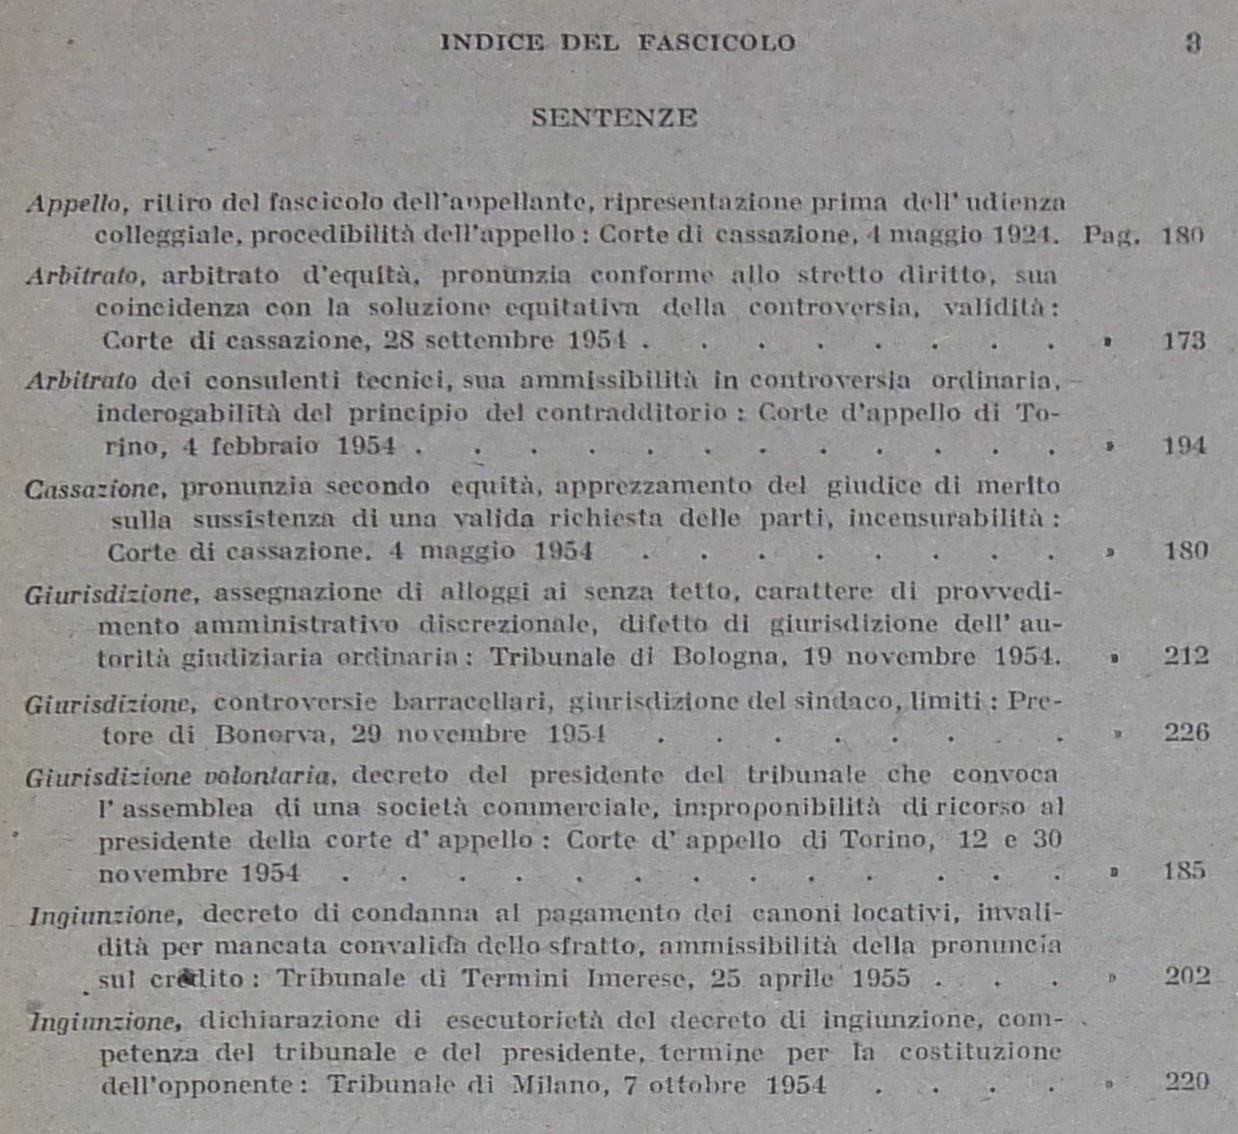 INDICE DEL FASCICOLO 3
SENTENZE
Appello, ritiro del fascicolo dell'appellante, ripresentazione prima dell' udienza
colleggiale, procedibilità dell'appello : Corte di cassazione, 4 maggio 1924. Pag. 180
Arbitrato, arbitrato d'equità, pronunzia conforme allo stretto diritto, sua
coincidenza con la soluzione equitativa della controversia, validità :
Corte di cassazione, 28 settembre 1954 . . . . . . . . » 173
Arbitrato dei consulenti tecnici, sua ammissibilità in controversia ordinaria,
inderogabilità del principio del contradditorio : Corte d'appello di To-
rino, 4 febbraio 1954 . . . . . . . . . . . . » 194
Cassazione, pronunzia secondo equità, apprezzamento del giudice di merito
sulla sussistenza di una valida richiesta delle parti, incensurabilità :
Corte di cassazione. 4 maggio 1954 . . . . . . . . » 180
Giurisdizione, assegnazione di alloggi ai senza tetto, carattere di provvedi-
mento amministrativo discrezionale, difetto di giurisdizione dell' au-
torità giudiziaria ordinaria : Tribunale di Bologna, 19 novembre 1954. » 212
Giurisdizione, controversie barracellari, giurisdizione del sindaco, limiti : Pre-
tore di Bonorva, 29 novembre 1954 . . . . . . . . » 226
Giurisdizione volontaria, decreto del presidente del tribunale che convoca
l' assemblea di una società commerciale, improponibilità di ricorso al
presidente della corte d' appello : Corte d' appello di Torino, 12 e 30
novembre 1954 . . . . . . . . . . . . . » 185
Ingiunzione, decreto di condanna al pagamento dei canoni locativi, invali-
dità per mancata convalida dello sfratto, ammissibilità della pronuncia
sul credito : Tribunale di Termini Imerese, 25 aprile 1955 . . . » 202
Ingiunzione, dichiarazione di esecutorietà del decreto di ingiunzione, com-
petenza del tribunale e del presidente, termine per la costituzione
dell'opponente : Tribunale di Milano, 7 ottobre 1954 . . . . » 220